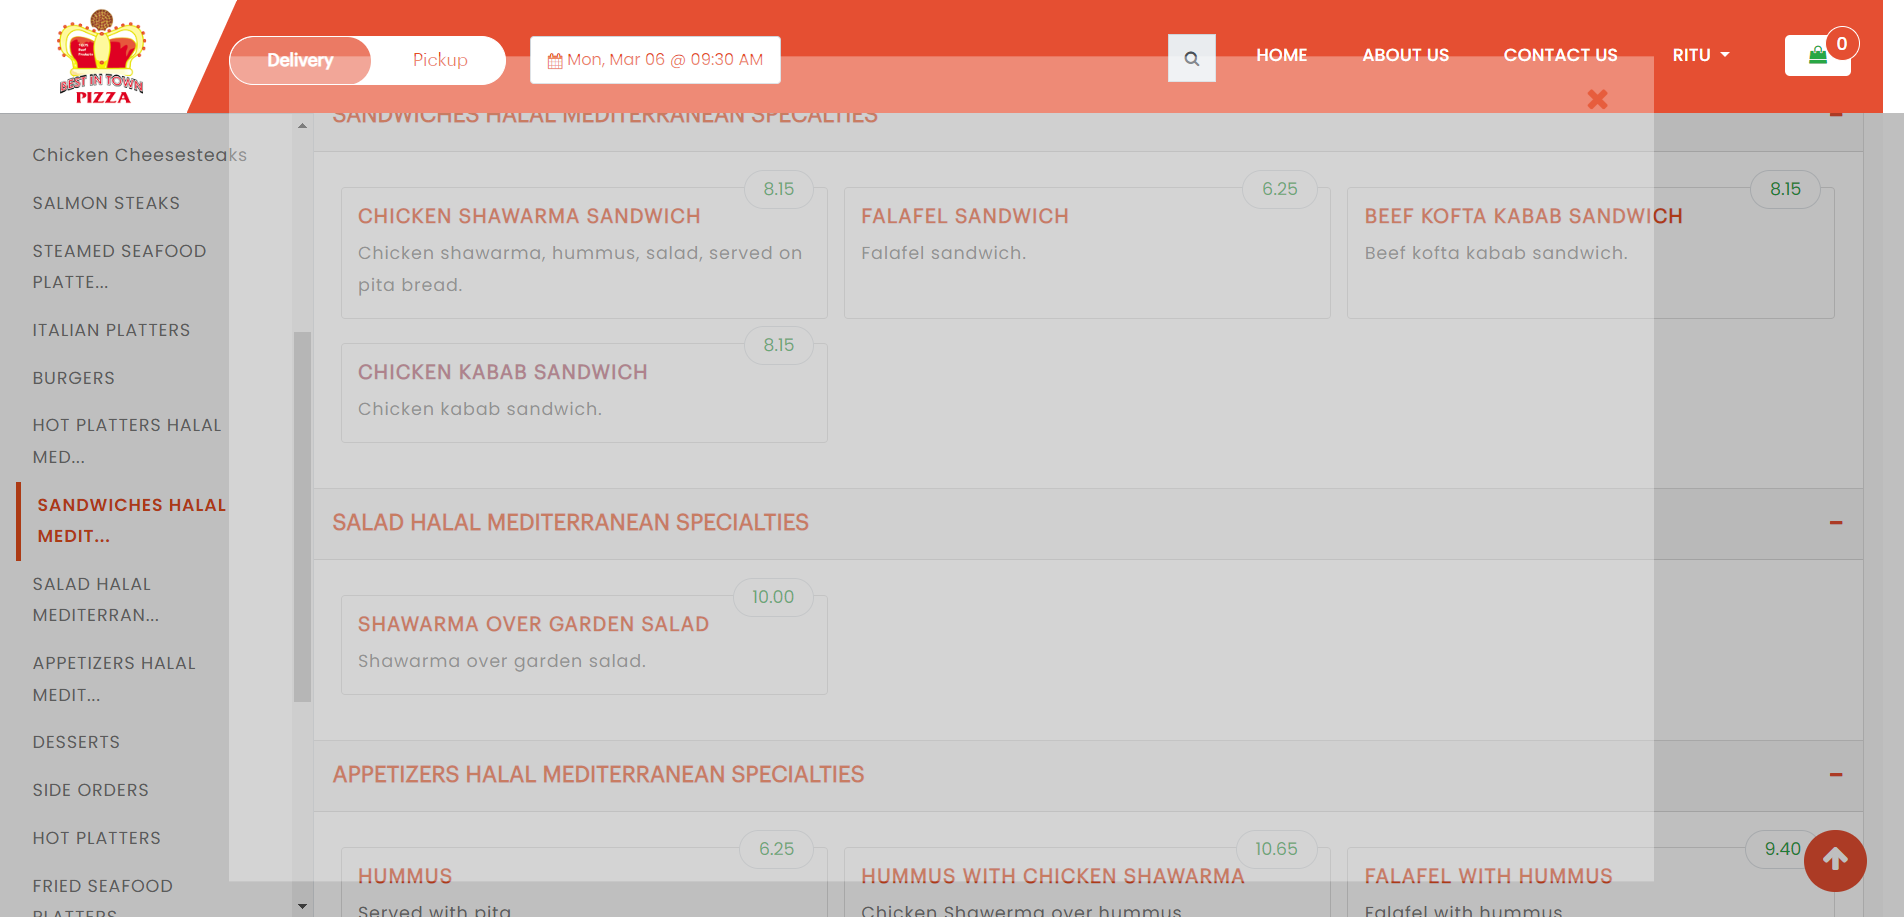 BEST IN TOWN
PIZZA
Delivery
Pickup
Mon, Mar 06 @ 09:30 AM
HOME
ABOUT US
CONTACT US
RITU
0
Chicken Cheesesteaks
SALMON STEAKS
STEAMED SEAFOOD
PLATTE...
ITALIAN PLATTERS
BURGERS
HOT PLATTERS HALAL
MED...
SANDWICHES HALAL
MEDIT...
SALAD HALAL
MEDITERRAN...
APPETIZERS HALAL
MEDIT...
DESSERTS
SIDE ORDERS
HOT PLATTERS
FRIED SEAFOOD
PLATTERS
SANDWICHES HALAL MEDITERRANEAN SPECIALTIES
8.15
CHICKEN SHAWARMA SANDWICH
Chicken shawarma, hummus, salad, served on
pita bread.
6.25
FALAFEL SANDWICH
Falafel sandwich.
8.15
BEEF KOFTA KABAB SANDWICH
Beef kofta kabab sandwich.
8.15
CHICKEN KABAB SANDWICH
Chicken kabab sandwich.
SALAD HALAL MEDITERRANEAN SPECIALTIES
10.00
SHAWARMA OVER GARDEN SALAD
Shawarma over garden salad.
APPETIZERS HALAL MEDITERRANEAN SPECIALTIES
6.25
HUMMUS
Served with pita
10.65
HUMMUS WITH CHICKEN SHAWARMA
Chicken Shawerma over hummus
9.40
FALAFEL WITH HUMMUS
Falafel with hummus